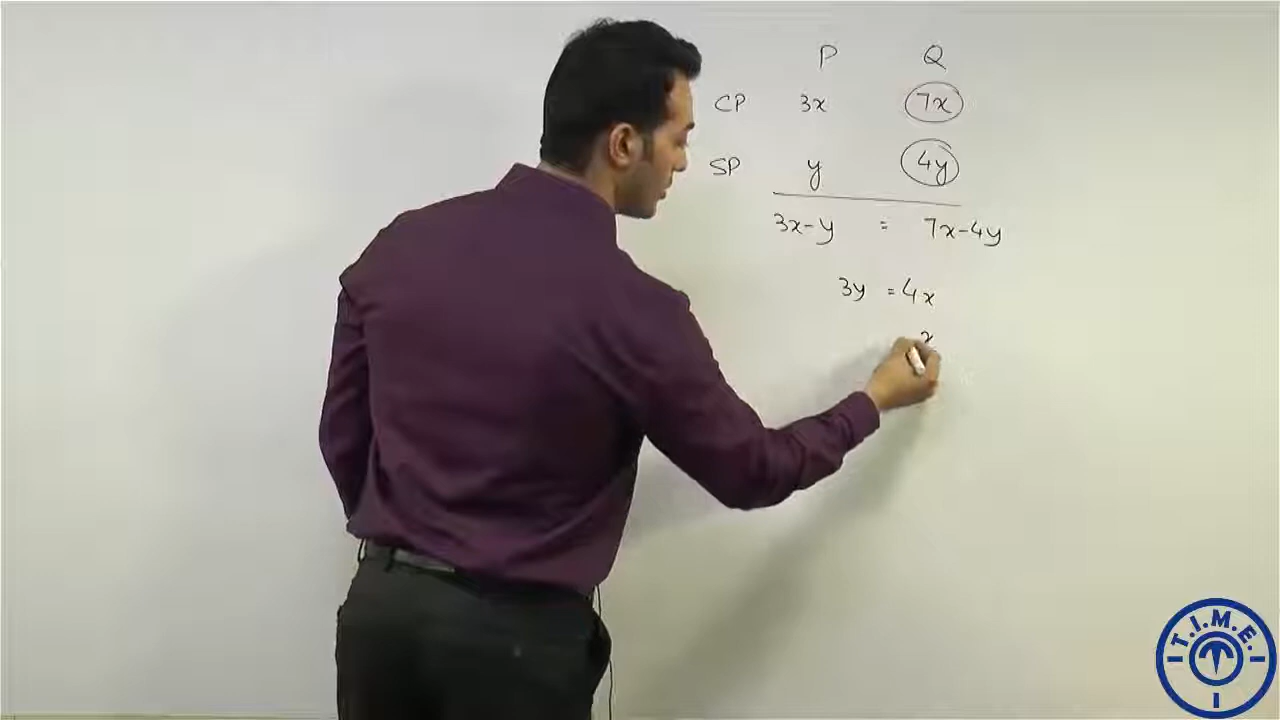 P Q
CP 3x 7x
SP y 4y
3x-y = 7x-4y
3y = 4x
x
T.I.M.E.